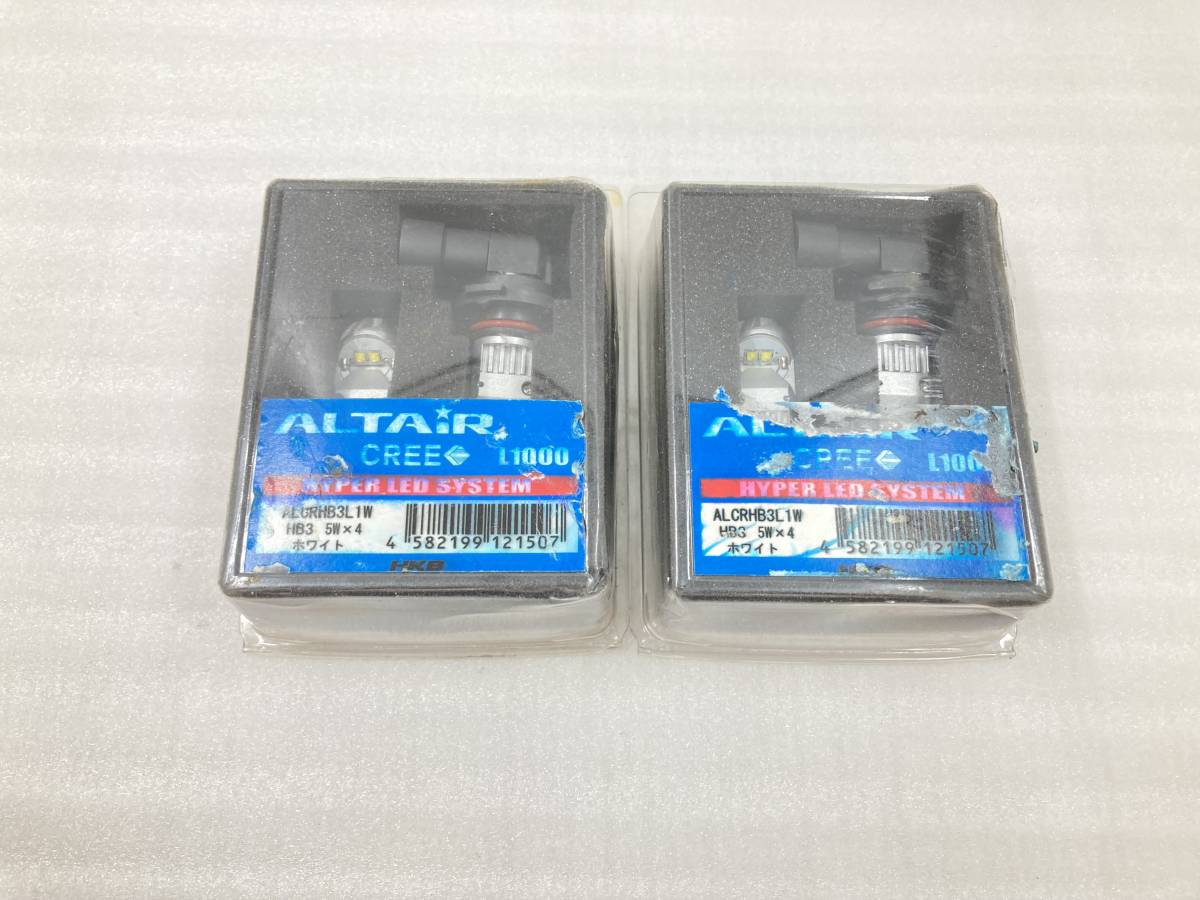 ALTAIR
CREE L1000
HYPER LED SYSTEM
ALCRHB3L1W
HB3 5W×4
ホワイト
4 582199 121507
HKB
ALTAIR
CREE L100
HYPER LED SYSTEM
ALCRHB3L1W
HB3 5W×4
ホワイト
4 582199 121507